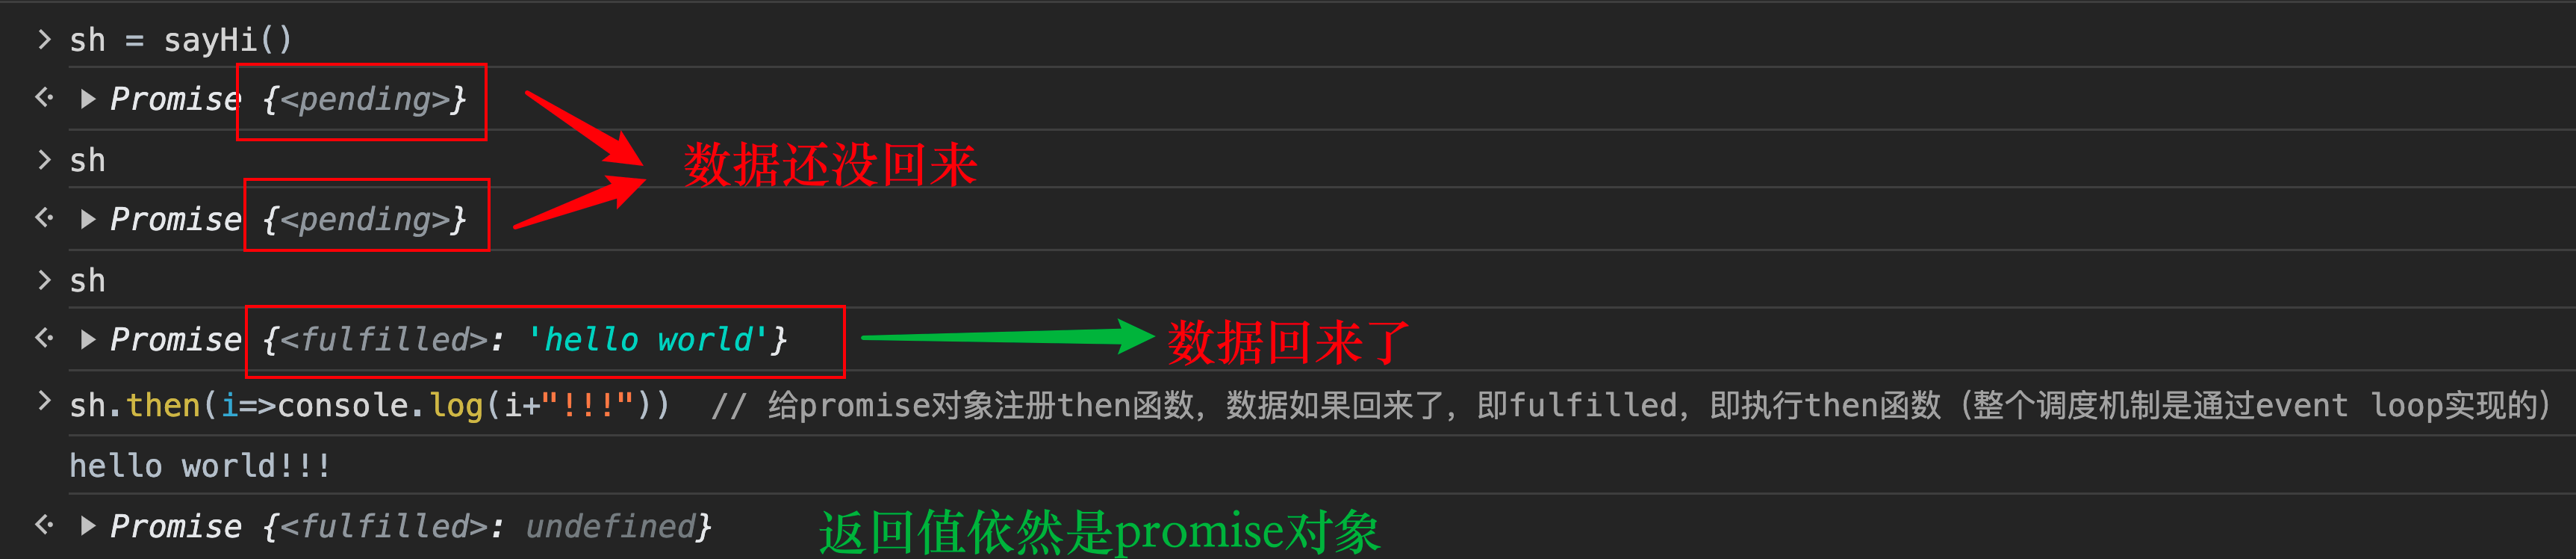 sh = sayHi()
Promise {<pending>}
sh
数据还没回来
Promise {<pending>}
sh
Promise {<fulfilled>: 'hello world'}
数据回来了
sh.then(i=>console.log(i+"!!!"))  // 给promise对象注册then函数，数据如果回来了，即fulfilled，即执行then函数（整个调度机制是通过event loop实现的）
hello world!!!
Promise {<fulfilled>: undefined}
返回值依然是promise对象